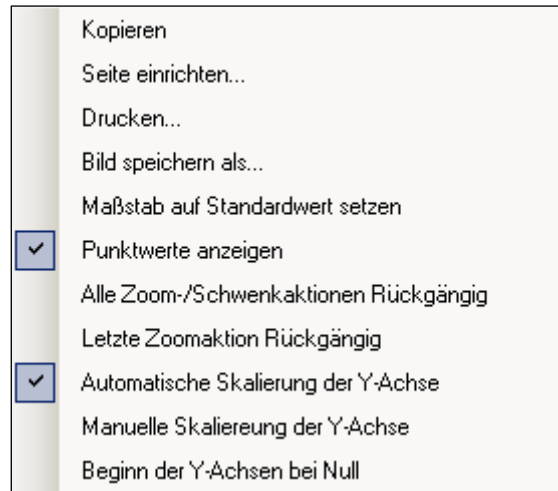 Kopieren
Seite einrichten...
Drucken...
Bild speichern als...
Maßstab auf Standardwert setzen
Punktwerte anzeigen
Alle Zoom-/Schwenkaktionen Rückgängig
Letzte Zoomaktion Rückgängig
Automatische Skalierung der Y-Achse
Manuelle Skaliereung der Y-Achse
Beginn der Y-Achsen bei Null